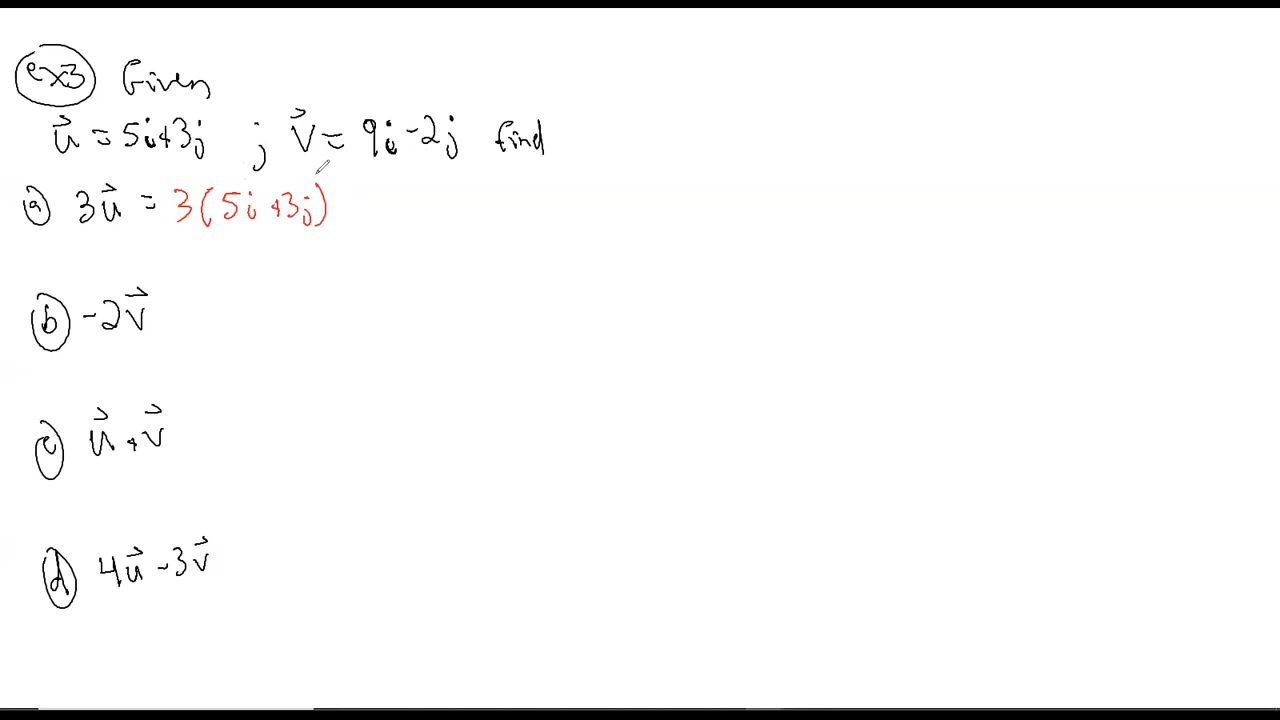 ex3 Given
u⃗ = 5i+3j ; v⃗ = 9i-2j find
a) 3u⃗ = 3(5i+3j)
b) -2v⃗
c) u⃗ + v⃗
d) 4u⃗ - 3v⃗